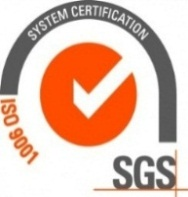 SYSTEM CERTIFICATION
ISO 9001
SGS